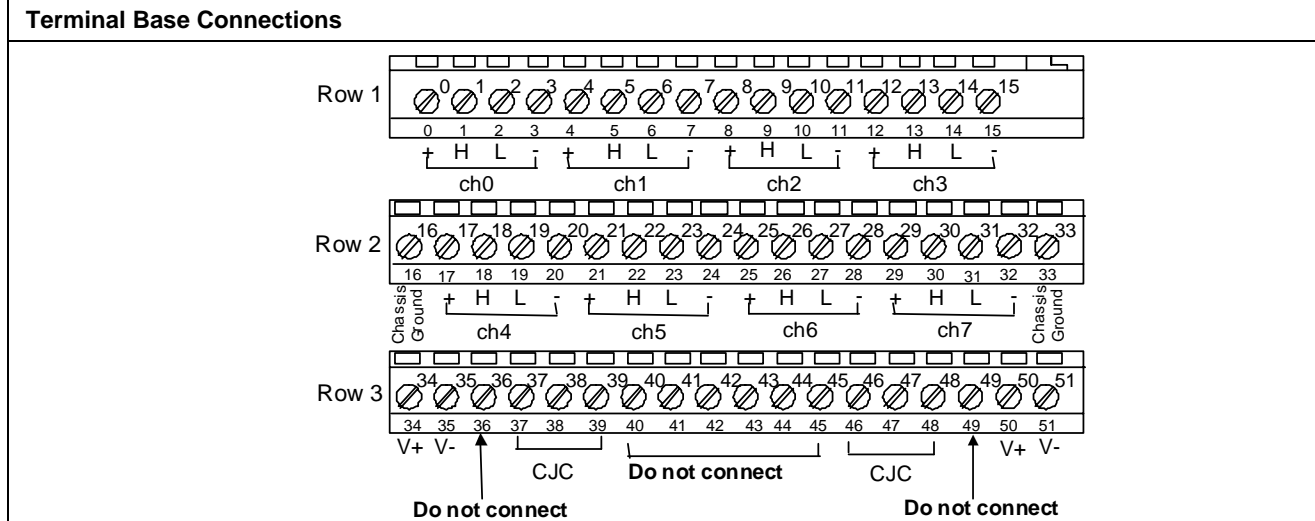 Terminal Base Connections
Row 1
0 1 2 3 4 5 6 7 8 9 10 11 12 13 14 15
0 1 2 3 4 5 6 7 8 9 10 11 12 13 14 15
+ H L - + H L - + H L - + H L -
ch0 ch1 ch2 ch3
Row 2
16 17 18 19 20 21 22 23 24 25 26 27 28 29 30 31 32 33
16 17 18 19 20 21 22 23 24 25 26 27 28 29 30 31 32 33
Chassis Ground
+ H L - + H L - + H L - + H L -
Chassis Ground
ch4 ch5 ch6 ch7
Row 3
34 35 36 37 38 39 40 41 42 43 44 45 46 47 48 49 50 51
34 35 36 37 38 39 40 41 42 43 44 45 46 47 48 49 50 51
V+ V- V+ V-
CJC Do not connect CJC
Do not connect Do not connect